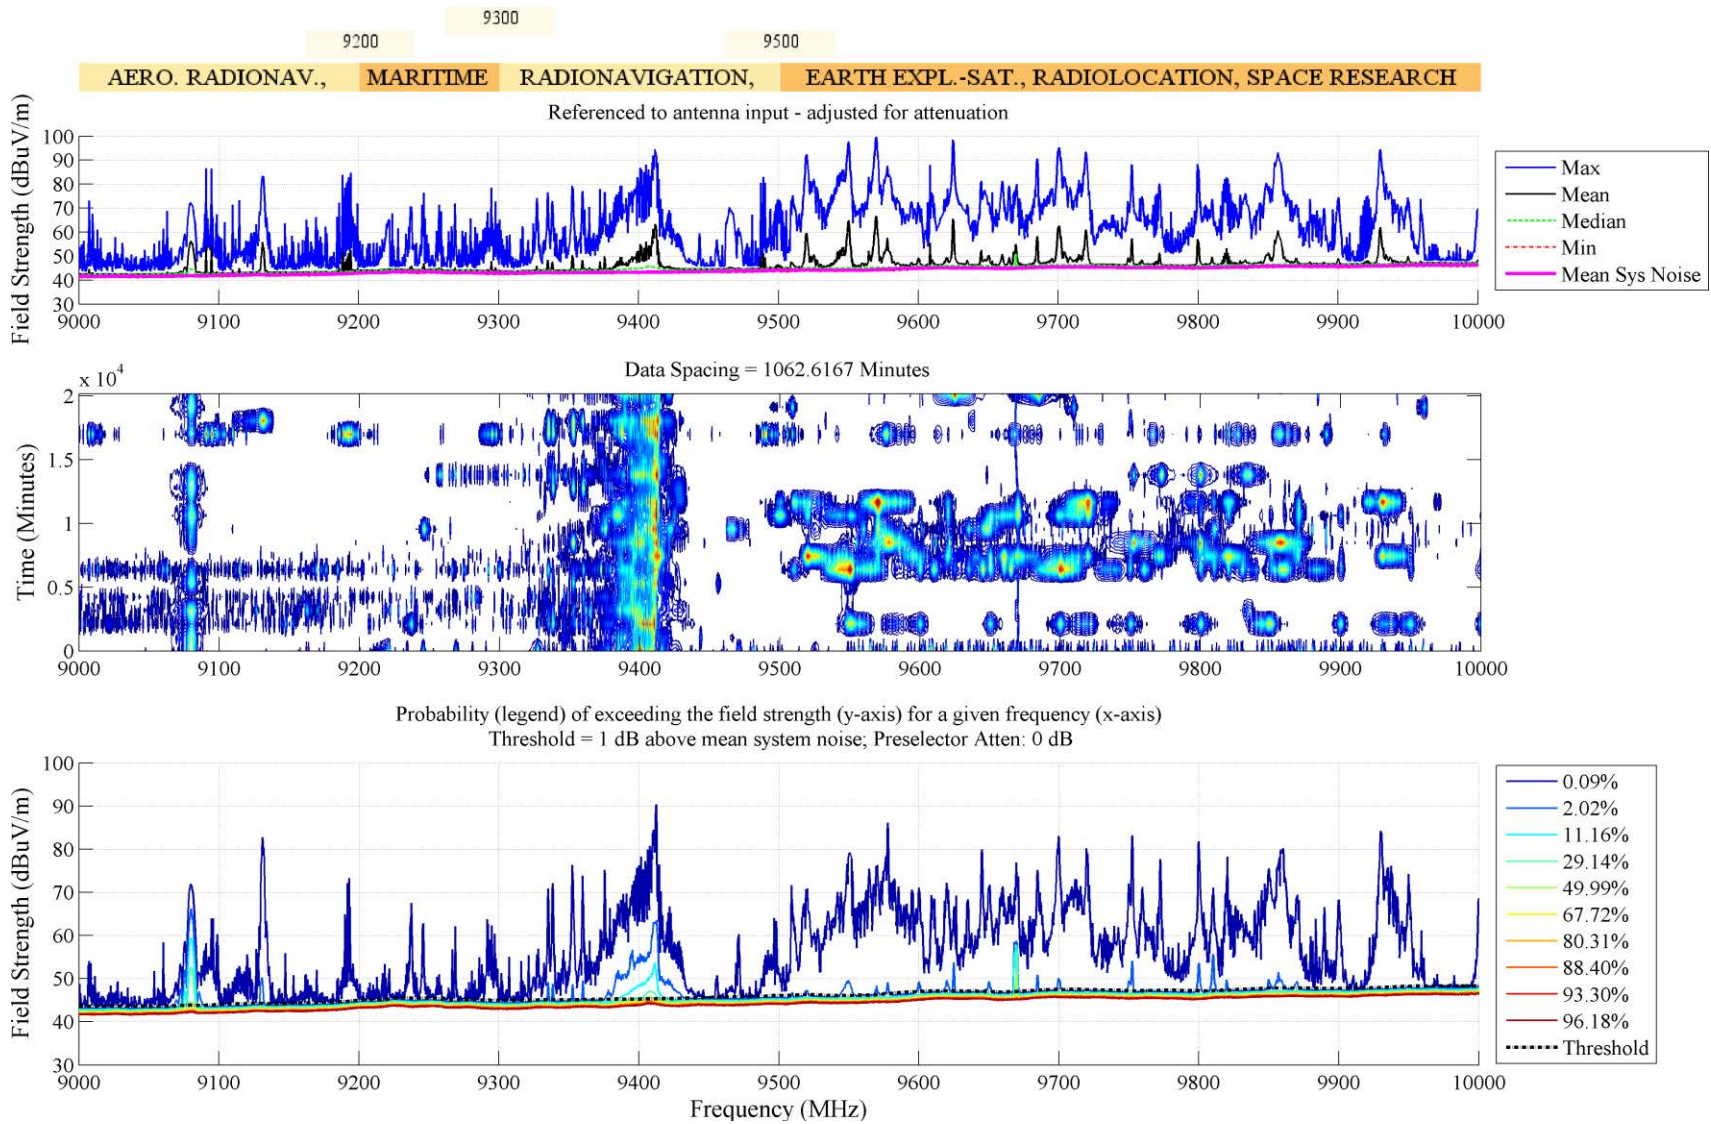 9300
9200
9500
AERO. RADIONAV., MARITIME RADIONAVIGATION, EARTH EXPL.-SAT., RADIOLOCATION, SPACE RESEARCH
Referenced to antenna input - adjusted for attenuation
Field Strength (dBuV/m)
100
90
80
70
60
50
40
30
9000 9100 9200 9300 9400 9500 9600 9700 9800 9900 10000
Max
Mean
Median
Min
Mean Sys Noise
Data Spacing = 1062.6167 Minutes
x 10^4
Time (Minutes)
2
1.5
1
0.5
0
9000 9100 9200 9300 9400 9500 9600 9700 9800 9900 10000
Probability (legend) of exceeding the field strength (y-axis) for a given frequency (x-axis)
Threshold = 1 dB above mean system noise; Preselector Atten: 0 dB
Field Strength (dBuV/m)
100
90
80
70
60
50
40
30
9000 9100 9200 9300 9400 9500 9600 9700 9800 9900 10000
Frequency (MHz)
0.09%
2.02%
11.16%
29.14%
49.99%
67.72%
80.31%
88.40%
93.30%
96.18%
Threshold